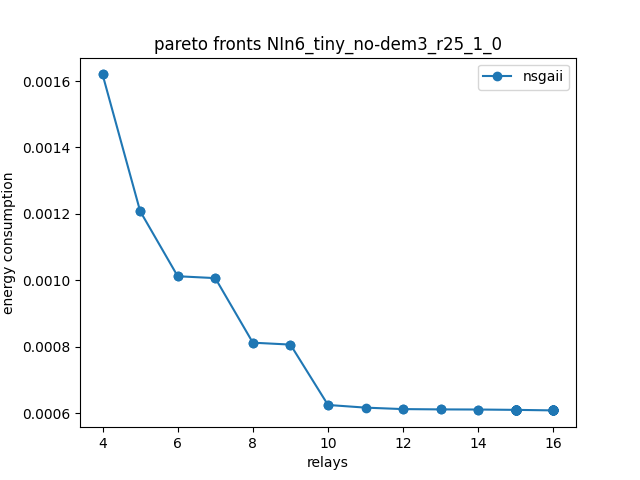 pareto fronts NIn6_tiny_no-dem3_r25_1_0
nsgaii
energy consumption
0.0016
0.0014
0.0012
0.0010
0.0008
0.0006
4 6 8 10 12 14 16
relays